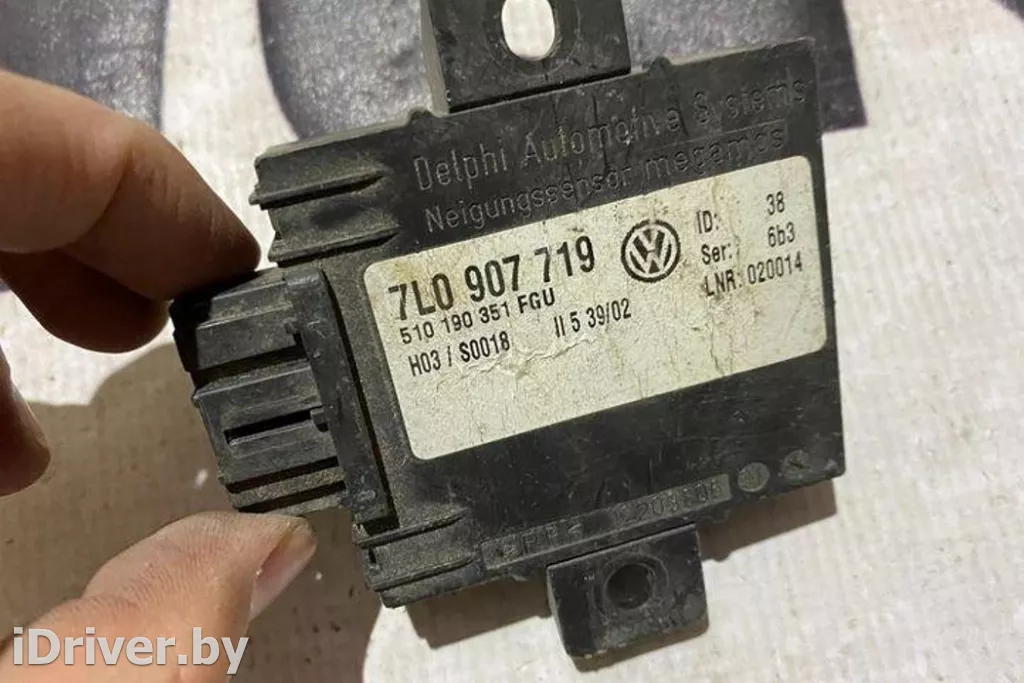 Delphi Automotive Systems
Neigungssensor megamos
7L0 907 719
510 190 351 FGU
H03 / S0018 II 5 39/02
ID: 38
Ser: 6b3
LNR: 020014
iDriver.by